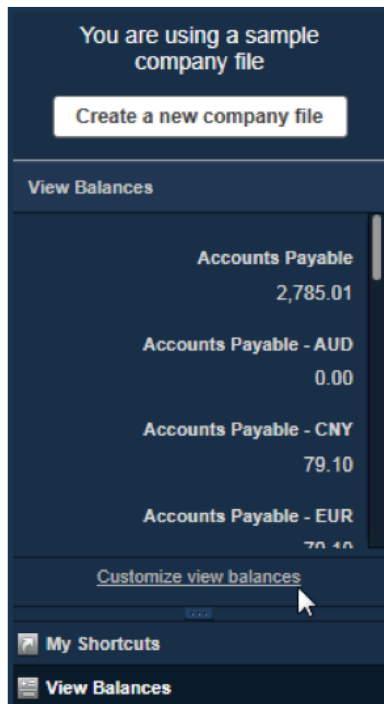 You are using a sample
company file
Create a new company file
View Balances
Accounts Payable
2,785.01
Accounts Payable - AUD
0.00
Accounts Payable - CNY
79.10
Accounts Payable - EUR
Customize view balances
My Shortcuts
View Balances